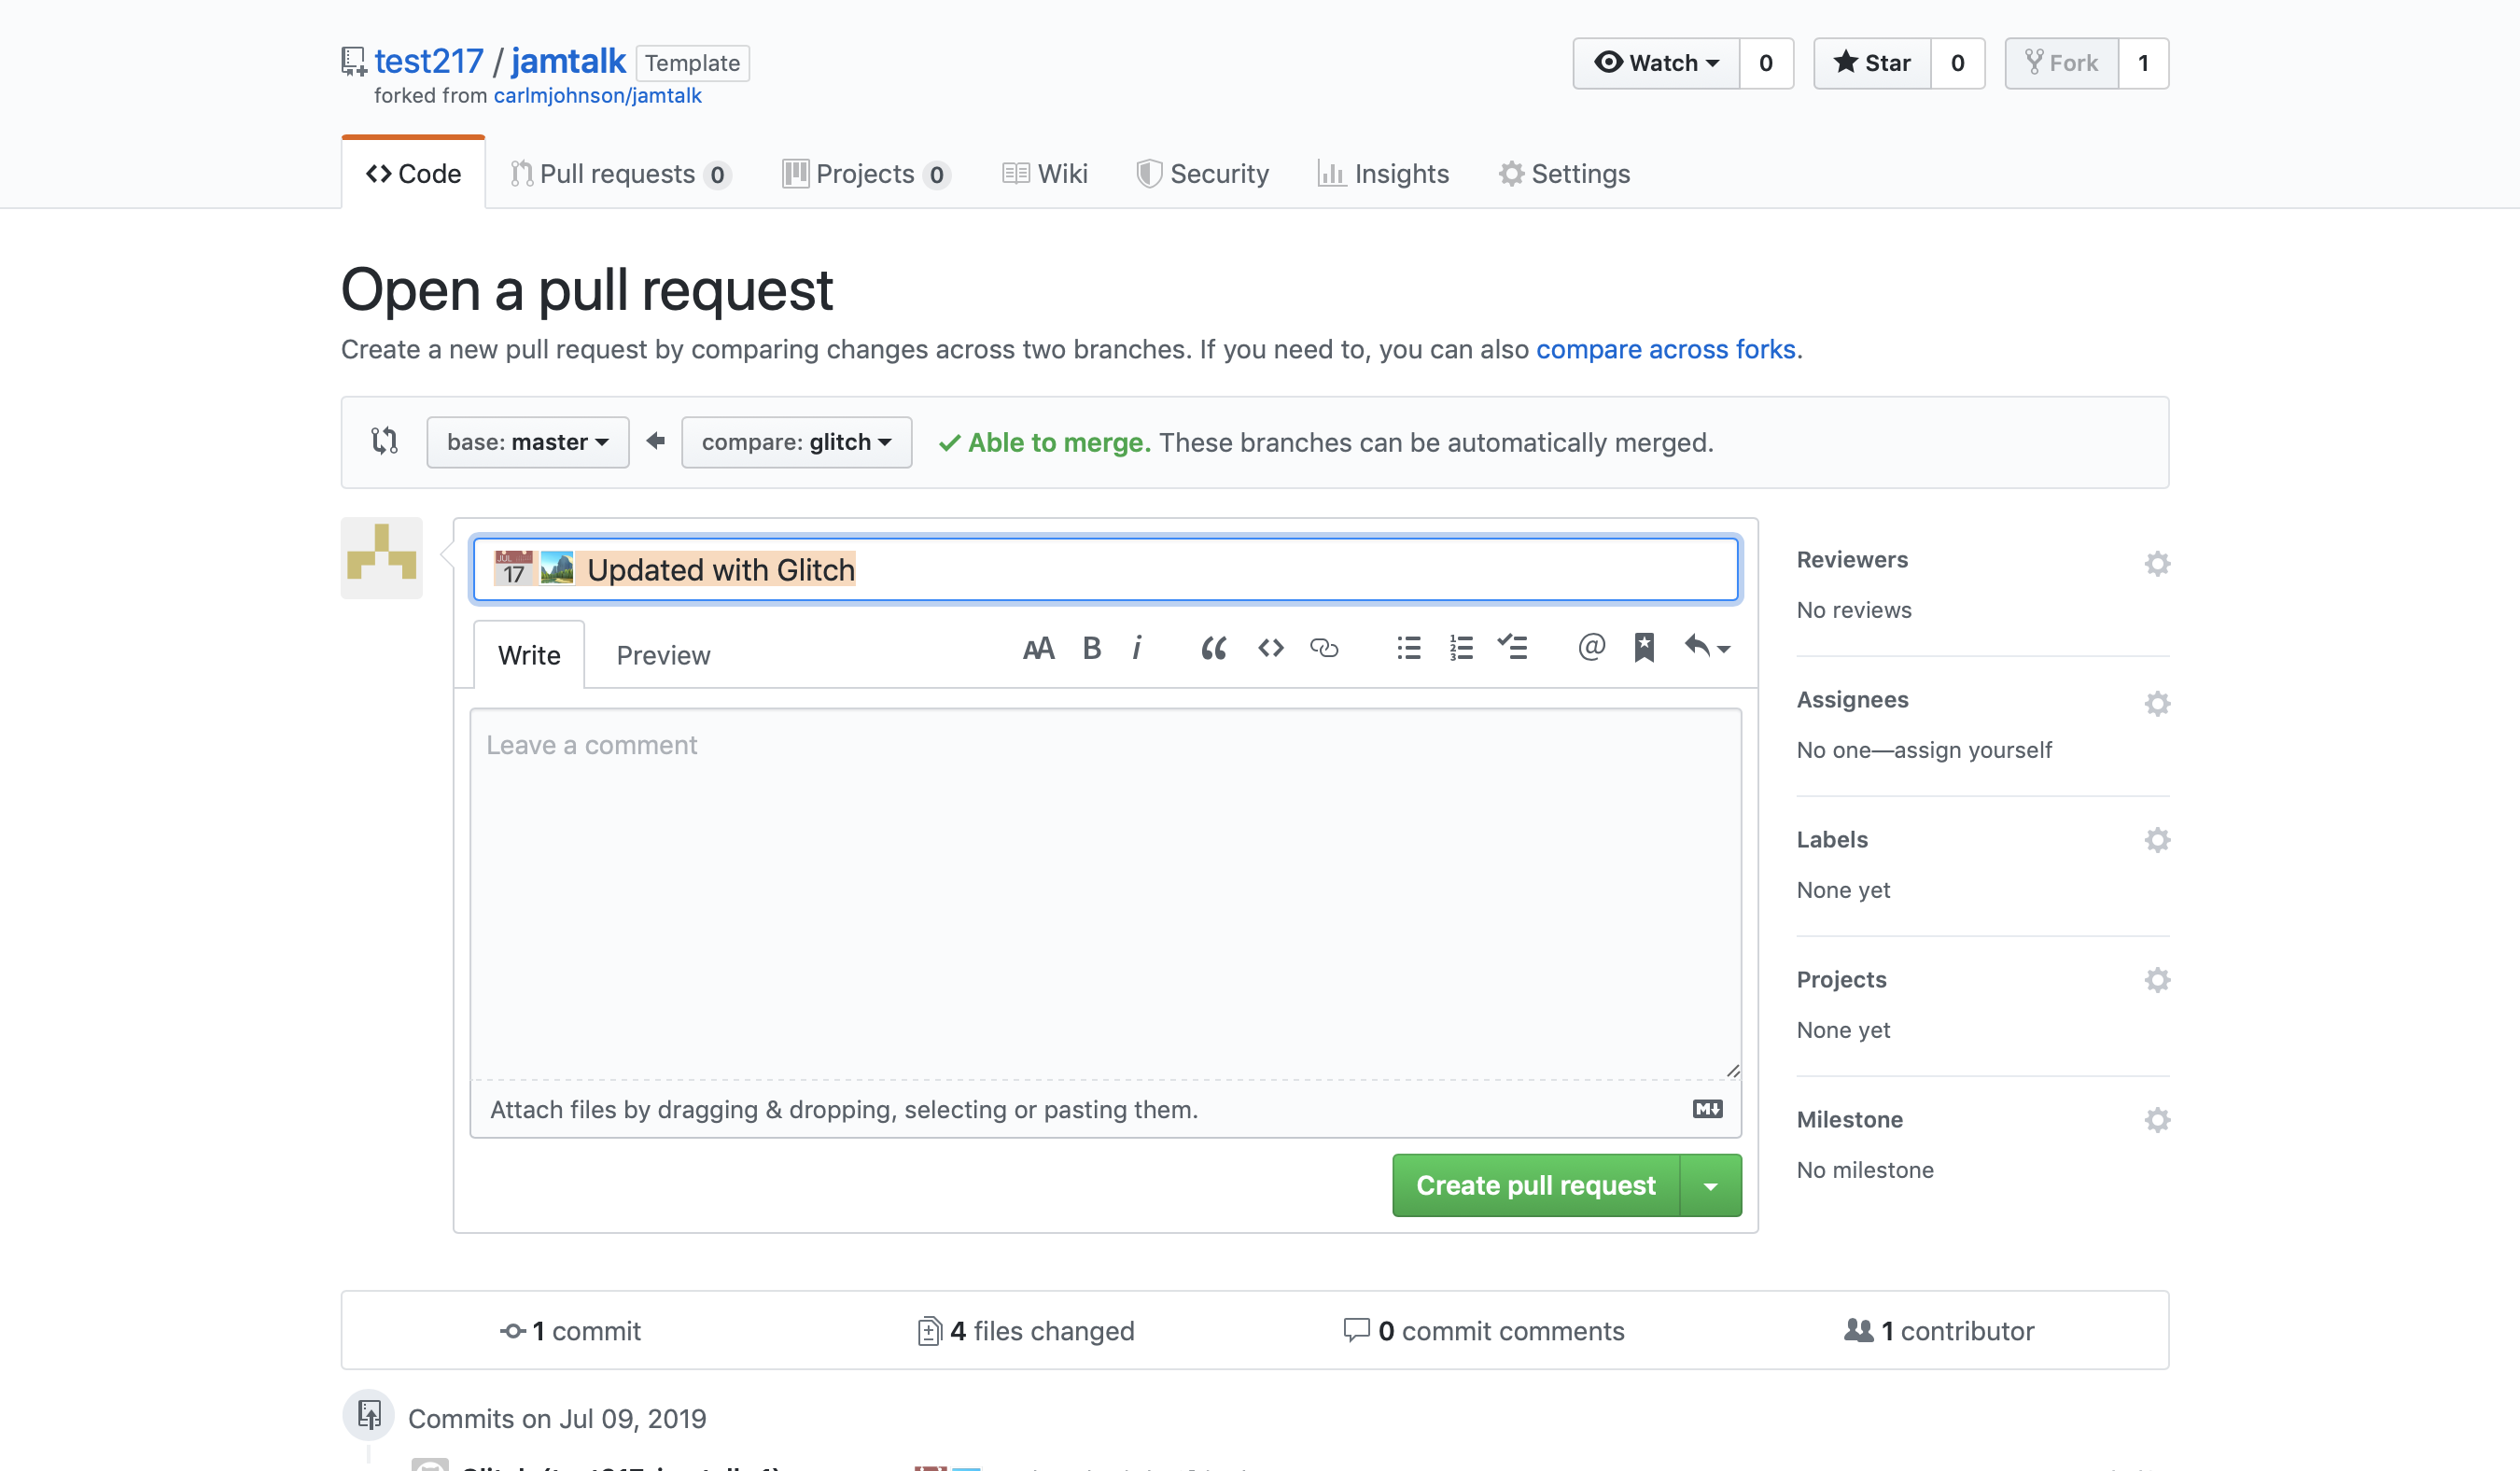 test217 / jamtalk Template
forked from carlmjohnson/jamtalk
Watch 0 Star 0 Fork 1
Code Pull requests 0 Projects 0 Wiki Security Insights Settings
Open a pull request
Create a new pull request by comparing changes across two branches. If you need to, you can also compare across forks.
base: master compare: glitch Able to merge. These branches can be automatically merged.
JUL 17 Updated with Glitch
Write Preview AA B i @
Leave a comment
Attach files by dragging & dropping, selecting or pasting them.
Create pull request
Reviewers
No reviews
Assignees
No one—assign yourself
Labels
None yet
Projects
None yet
Milestone
No milestone
1 commit 4 files changed 0 commit comments 1 contributor
Commits on Jul 09, 2019